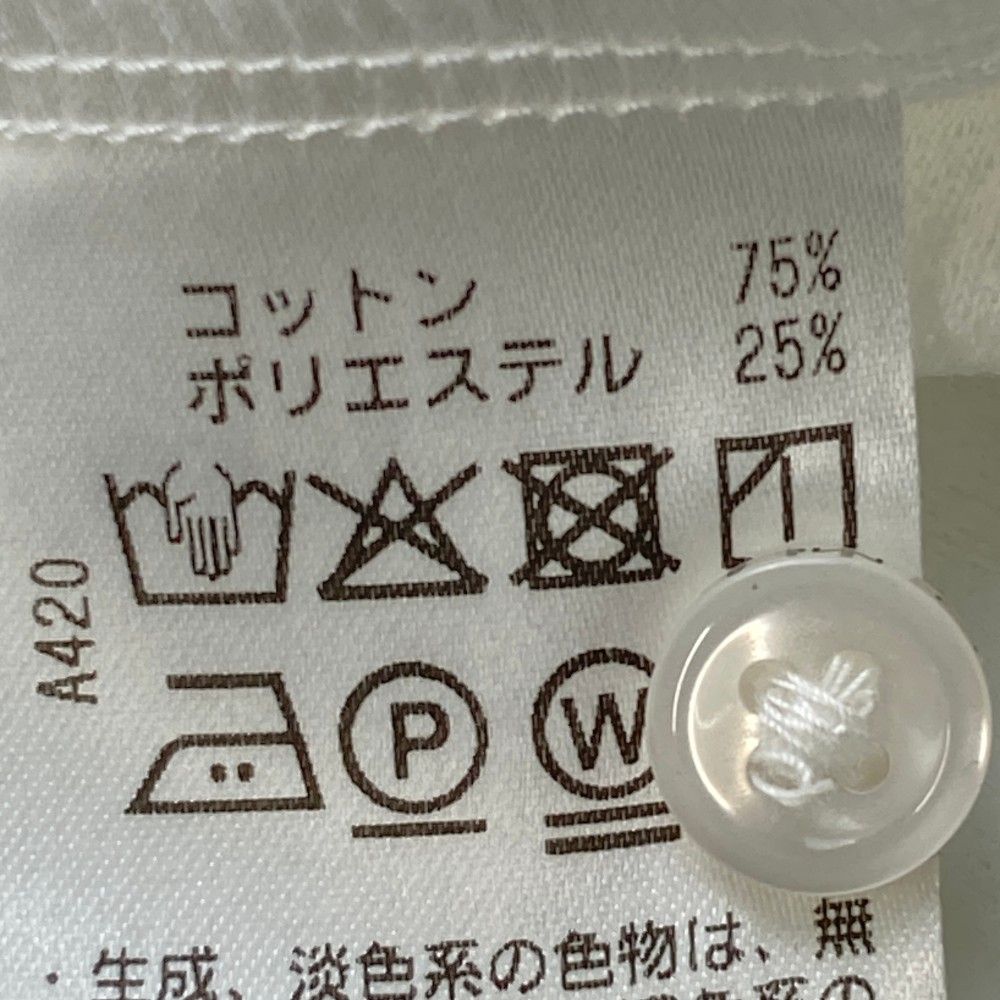 コットン 75%
ポリエステル 25%
A420
P W
・生成、淡色系の色物は、無